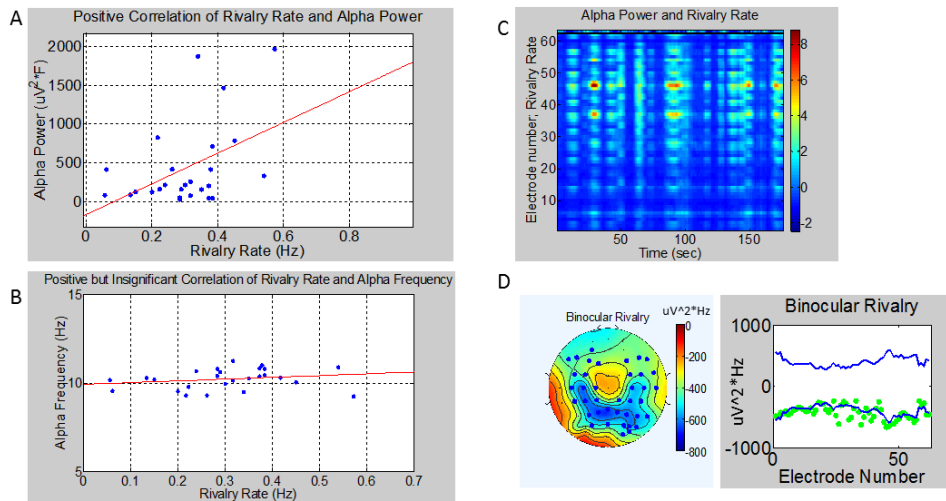 A
Positive Correlation of Rivalry Rate and Alpha Power
Alpha Power (uV^2*F)
2000
1500
1000
500
0
0 0.2 0.4 0.6 0.8
Rivalry Rate (Hz)
B
Positive but Insignificant Correlation of Rivalry Rate and Alpha Frequency
Alpha Frequency (Hz)
15
10
5
0 0.1 0.2 0.3 0.4 0.5 0.6 0.7
Rivalry Rate (Hz)
C
Alpha Power and Rivalry Rate
Electrode number; Rivalry Rate
60
50
40
30
20
10
50 100 150
Time (sec)
8
6
4
2
0
-2
D
Binocular Rivalry
uV^2*Hz
0
-200
-400
-600
-800
Binocular Rivalry
uV^2*Hz
1000
0
-1000
0 50
Electrode Number